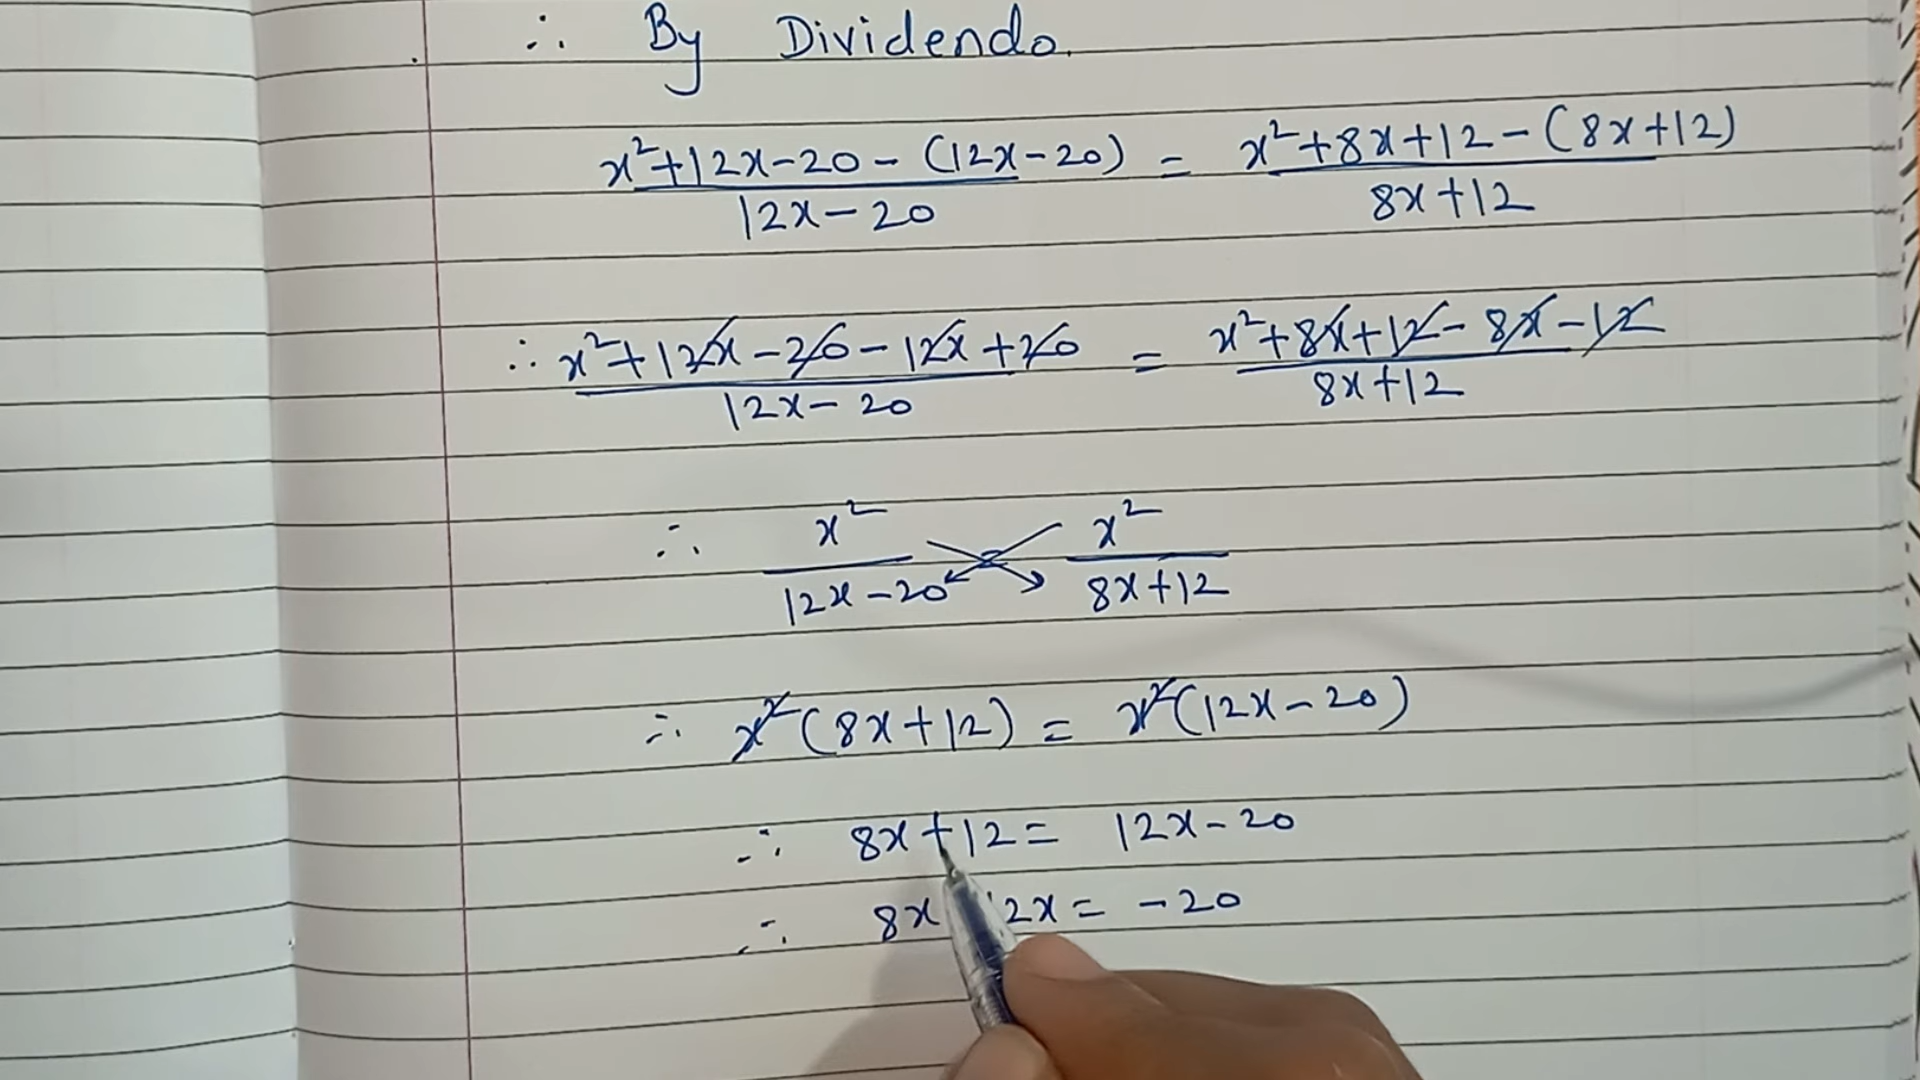 ∴ By Dividendo.
x²+12x-20-(12x-20) = x²+8x+12-(8x+12)
12x-20 8x+12
∴ x²+12x-20-12x+20 = x²+8x+12-8x-12
12x-20 8x+12
∴ x² x²
12x-20 8x+12
∴ x²(8x+12) = x²(12x-20)
∴ 8x+12 = 12x-20
∴ 8x 2x = -20